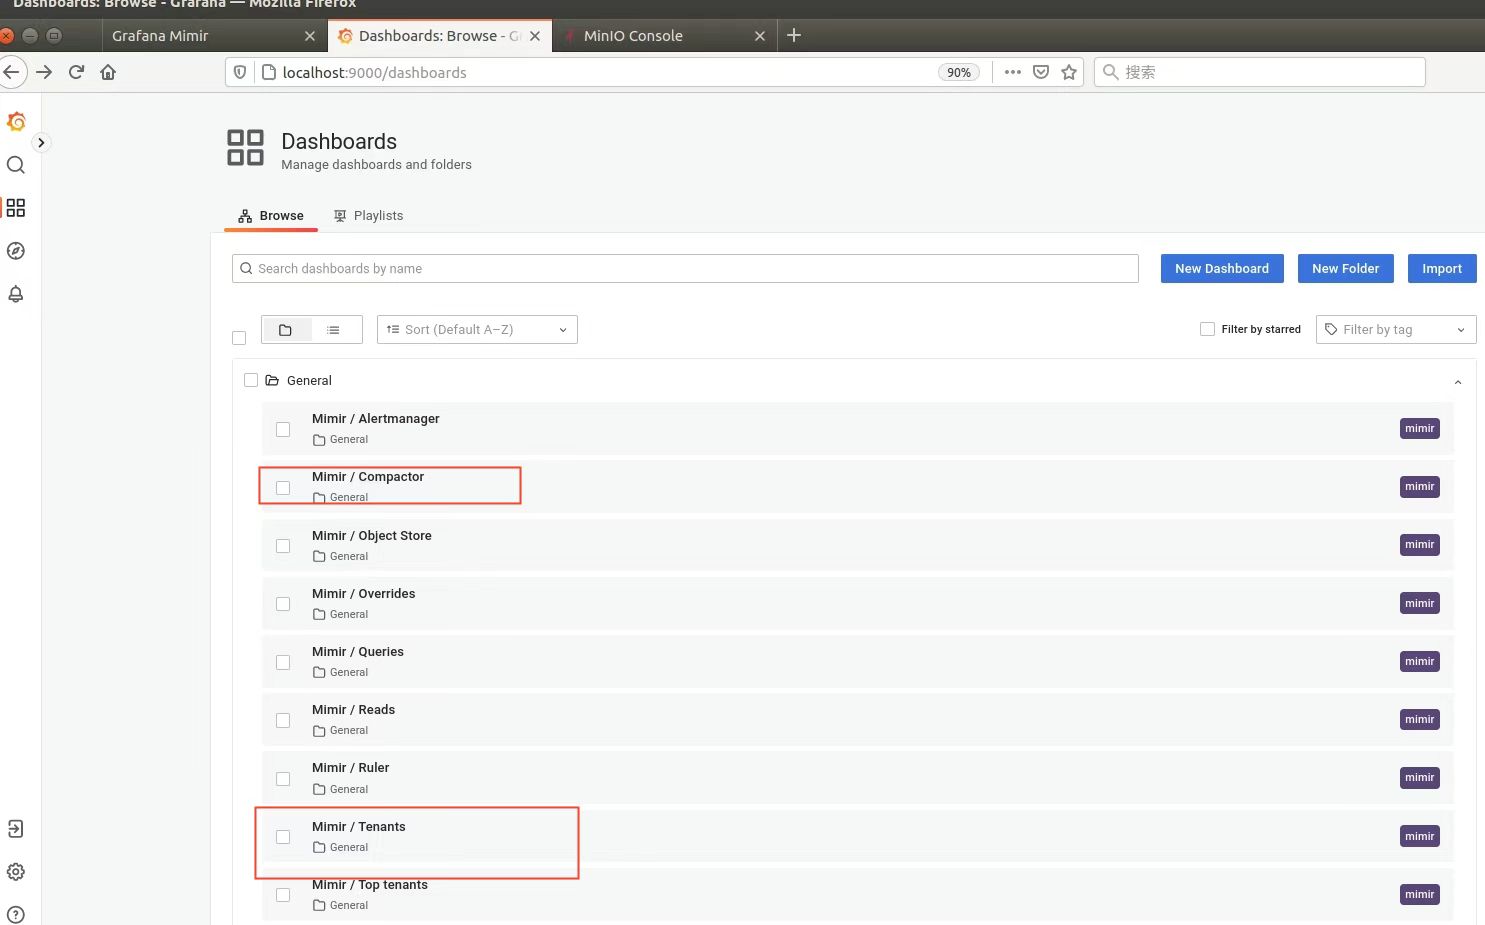 Dashboards: Browse - Grafana — Mozilla Firefox
Grafana Mimir
Dashboards: Browse - G
MinIO Console
localhost:9000/dashboards
90%
搜索
Dashboards
Manage dashboards and folders
Browse
Playlists
Search dashboards by name
New Dashboard
New Folder
Import
Sort (Default A–Z)
Filter by starred
Filter by tag
General
Mimir / Alertmanager
General
mimir
Mimir / Compactor
General
mimir
Mimir / Object Store
General
mimir
Mimir / Overrides
General
mimir
Mimir / Queries
General
mimir
Mimir / Reads
General
mimir
Mimir / Ruler
General
mimir
Mimir / Tenants
General
mimir
Mimir / Top tenants
General
mimir